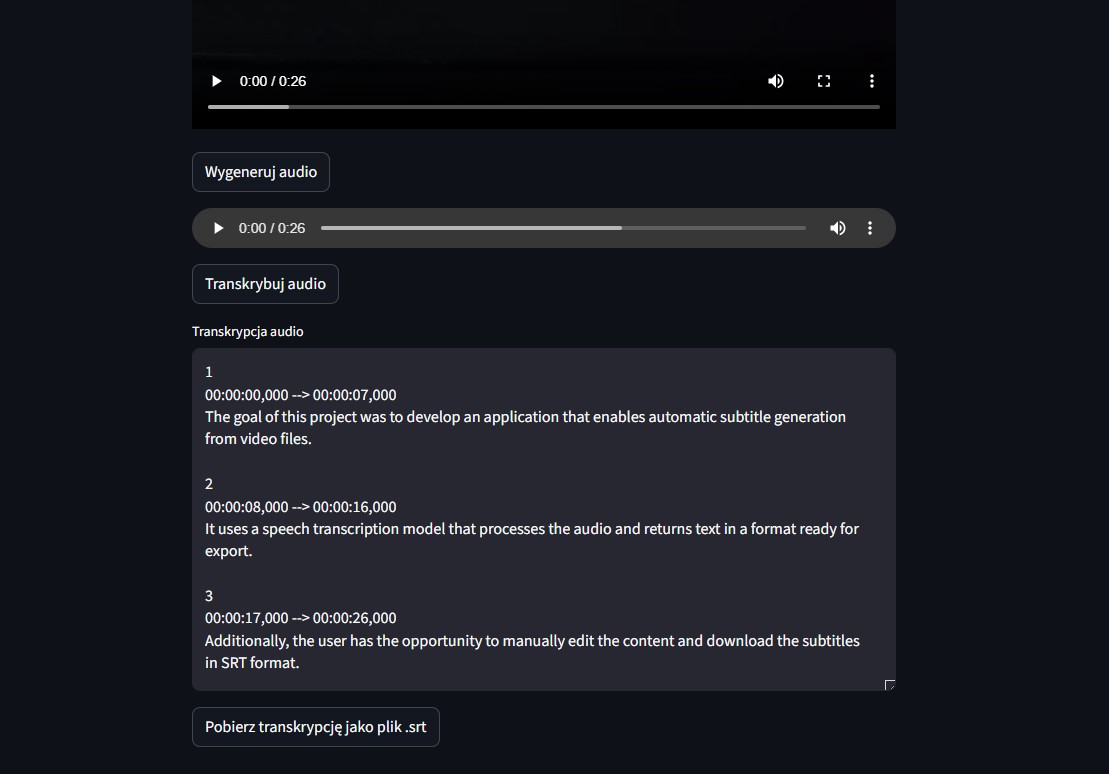 0:00 / 0:26
Wygeneruj audio
0:00 / 0:26
Transkrybuj audio
Transkrypcja audio
1
00:00:00,000 --> 00:00:07,000
The goal of this project was to develop an application that enables automatic subtitle generation
from video files.
2
00:00:08,000 --> 00:00:16,000
It uses a speech transcription model that processes the audio and returns text in a format ready for
export.
3
00:00:17,000 --> 00:00:26,000
Additionally, the user has the opportunity to manually edit the content and download the subtitles
in SRT format.
Pobierz transkrypcję jako plik .srt